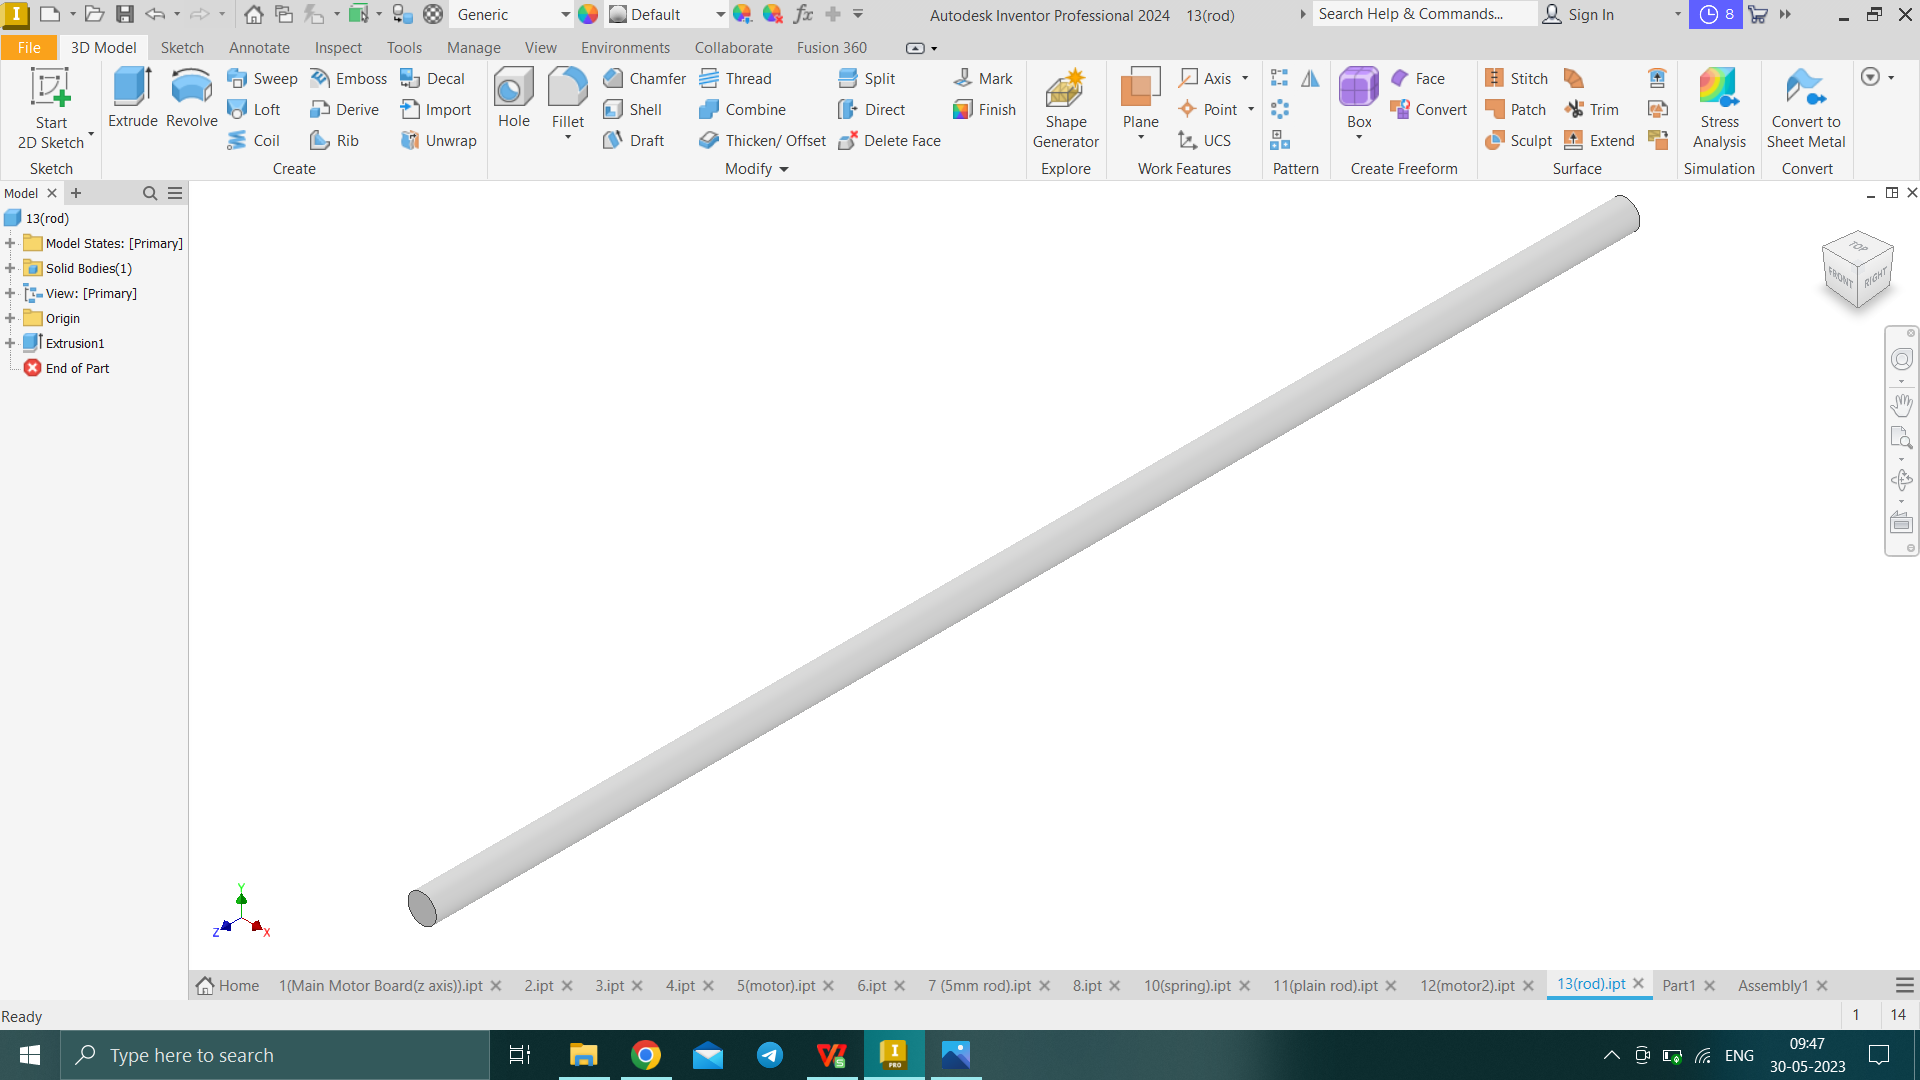 Generic
Default
Autodesk Inventor Professional 2024 13(rod)
Search Help & Commands...
Sign In
8
File 3D Model Sketch Annotate Inspect Tools Manage View Environments Collaborate Fusion 360
Start
2D Sketch
Sketch
Extrude
Revolve
Sweep
Loft
Coil
Emboss
Derive
Rib
Decal
Import
Unwrap
Create
Hole
Fillet
Chamfer
Shell
Draft
Thread
Combine
Thicken/ Offset
Split
Direct
Delete Face
Mark
Finish
Modify
Shape
Generator
Explore
Plane
Axis
Point
UCS
Work Features
Pattern
Box
Face
Convert
Create Freeform
Stitch
Patch
Sculpt
Trim
Extend
Surface
Stress
Analysis
Simulation
Convert to
Sheet Metal
Convert
Model
13(rod)
Model States: [Primary]
Solid Bodies(1)
View: [Primary]
Origin
Extrusion1
End of Part
TOP
FRONT
RIGHT
Y
Z
X
Home 1(Main Motor Board(z axis)).ipt 2.ipt 3.ipt 4.ipt 5(motor).ipt 6.ipt 7 (5mm rod).ipt 8.ipt 10(spring).ipt 11(plain rod).ipt 12(motor2).ipt 13(rod).ipt Part1 Assembly1
Ready
1 14
Type here to search
PRO
ENG
09:47
30-05-2023